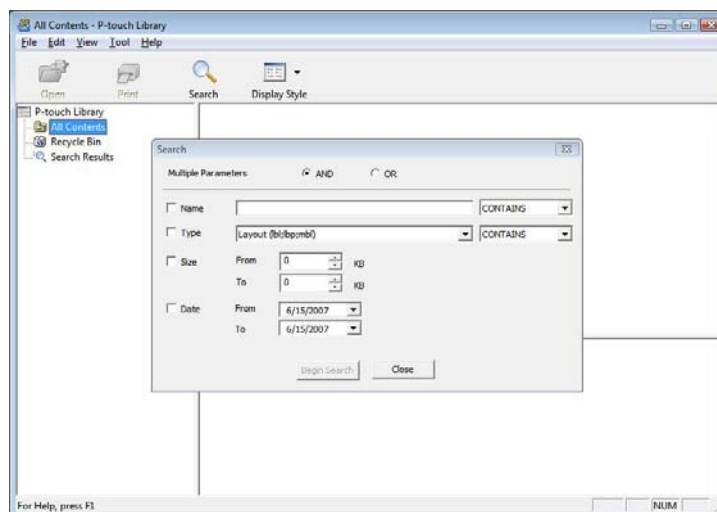 All Contents - P-touch Library
File Edit View Tool Help
Open Print Search Display Style
P-touch Library
All Contents
Recycle Bin
Search Results
Search
Multiple Parameters AND OR
Name CONTAINS
Type Layout (lbl;lbp;mbl) CONTAINS
Size From 0 KB
To 0 KB
Date From 6/15/2007
To 6/15/2007
Begin Search Close
For Help, press F1 NUM